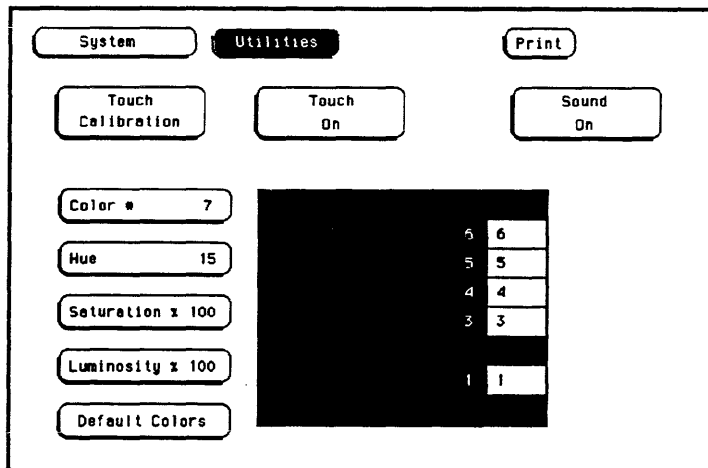 System Utilities Print
Touch Calibration
Touch On
Sound On
Color # 7
Hue 15
Saturation % 100
Luminosity % 100
Default Colors
6 6
5 5
4 4
3 3
1 1